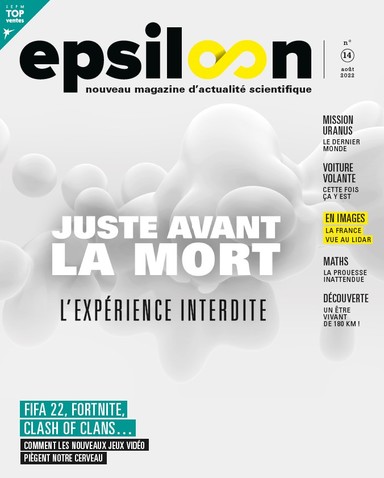 SEPM
TOP
ventes
epsiloon
nouveau magazine d'actualité scientifique
n°
14
août
2022
MISSION
URANUS
LE DERNIER
MONDE
VOITURE
VOLANTE
CETTE FOIS
ÇA Y EST
EN IMAGES
LA FRANCE
VUE AU LIDAR
MATHS
LA PROUESSE
INATTENDUE
DÉCOUVERTE
UN ÊTRE
VIVANT
DE 180 KM !
JUSTE AVANT
LA MORT
L'EXPÉRIENCE INTERDITE
FIFA 22, FORTNITE,
CLASH OF CLANS...
COMMENT LES NOUVEAUX JEUX VIDÉO
PIÈGENT NOTRE CERVEAU